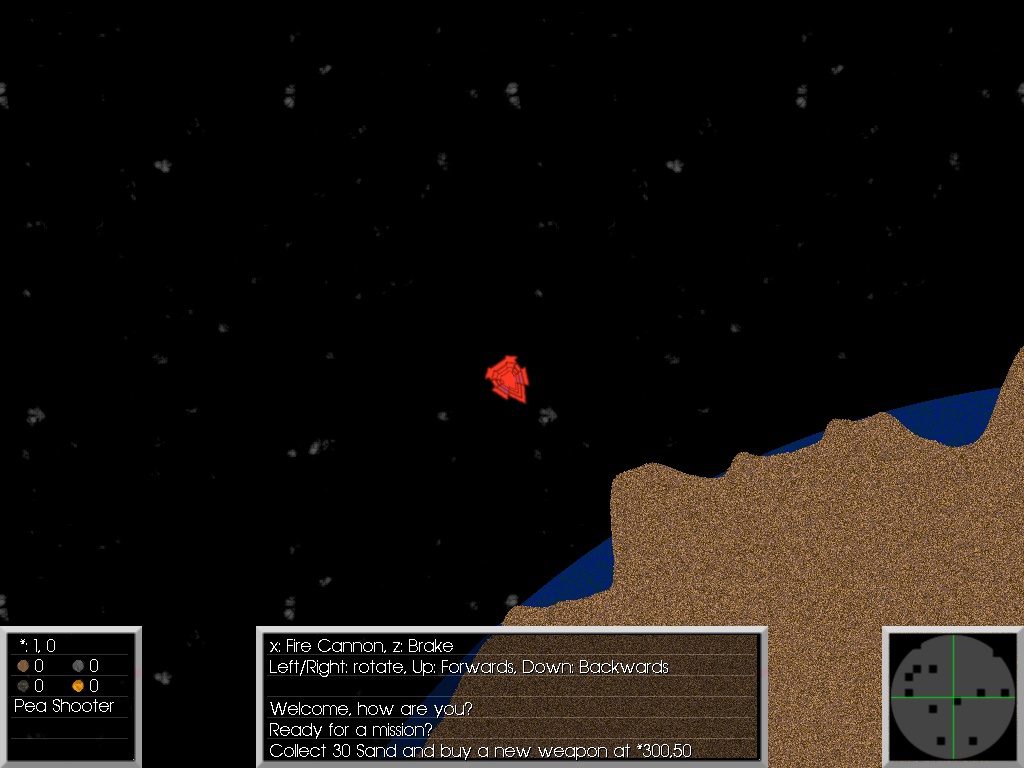 *: 1, 0
0 0
0 0
Pea Shooter
x: Fire Cannon, z: Brake
Left/Right: rotate, Up: Forwards, Down: Backwards
Welcome, how are you?
Ready for a mission?
Collect 30 Sand and buy a new weapon at *300,50